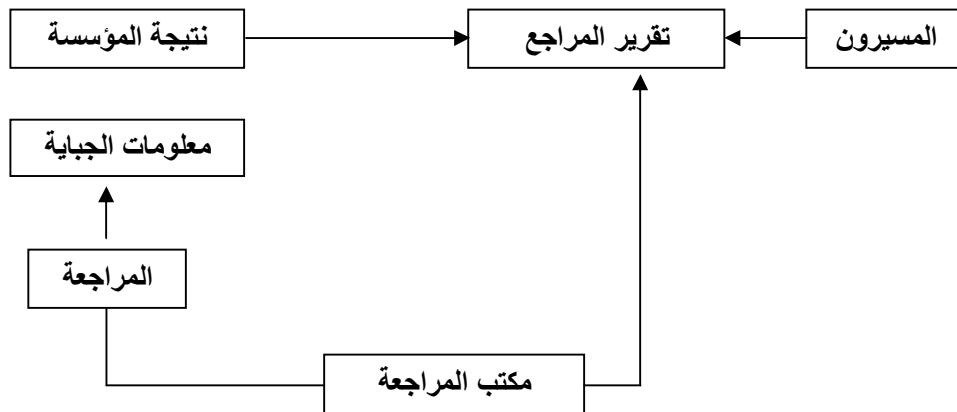 المسيرون
تقرير المراجع
نتيجة المؤسسة
معلومات الجباية
المراجعة
مكتب المراجعة